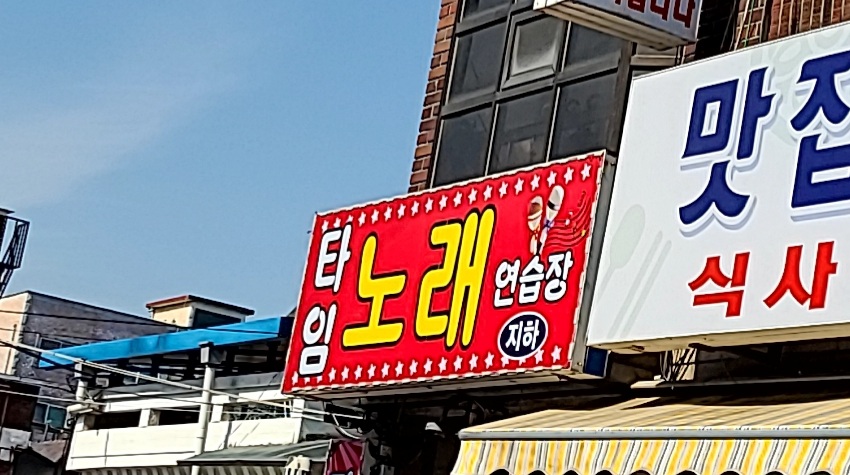 타임 노래 연습장
지하
맛집
식사